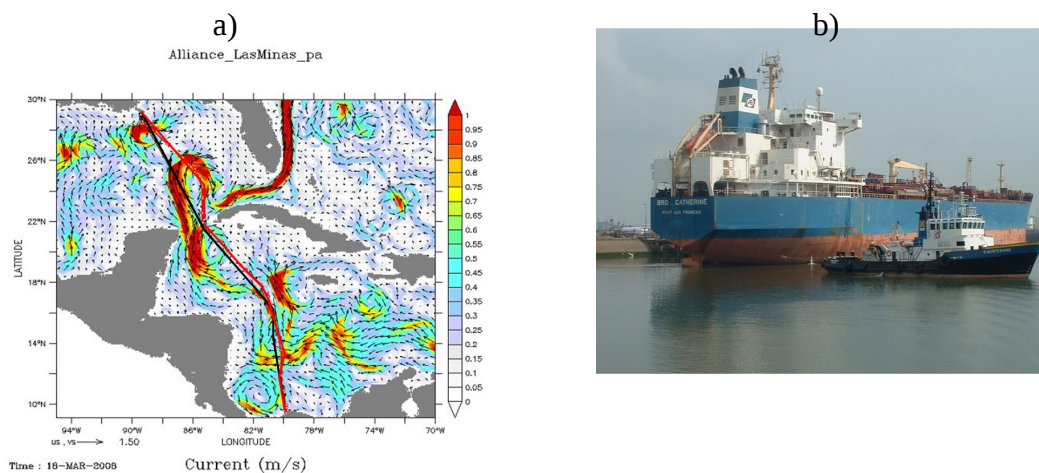 a)
b)
Alliance_LasMinas_pa
30°N
26°N
22°N
18°N
14°N
10°N
LATITUDE
94°W 90°W 86°W 82°W 78°W 74°W 70°W
LONGITUDE
us , vs 1.50
1
0.95
0.9
0.85
0.8
0.75
0.7
0.65
0.6
0.55
0.5
0.45
0.4
0.35
0.3
0.25
0.2
0.15
0.1
0.05
0
Time : 18-MAR-2008
Current (m/s)
BRO CATHERINE